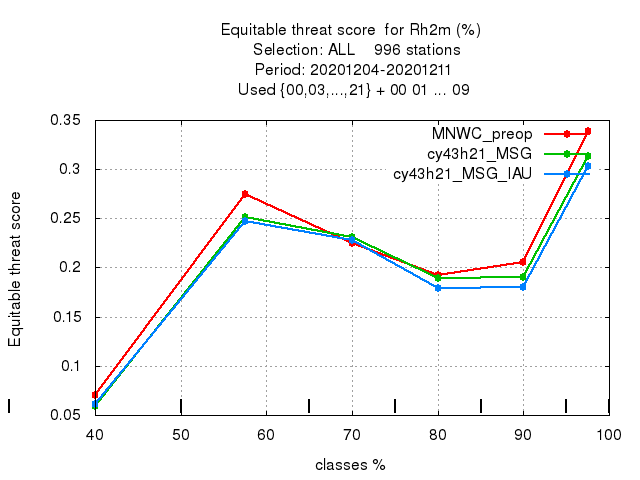 Equitable threat score  for Rh2m (%)
Selection: ALL    996 stations
Period: 20201204-20201211
Used {00,03,...,21} + 00 01 ... 09
MNWC_preop
cy43h21_MSG
cy43h21_MSG_IAU
Equitable threat score
0.35
0.3
0.25
0.2
0.15
0.1
0.05
40 50 60 70 80 90 100
classes %